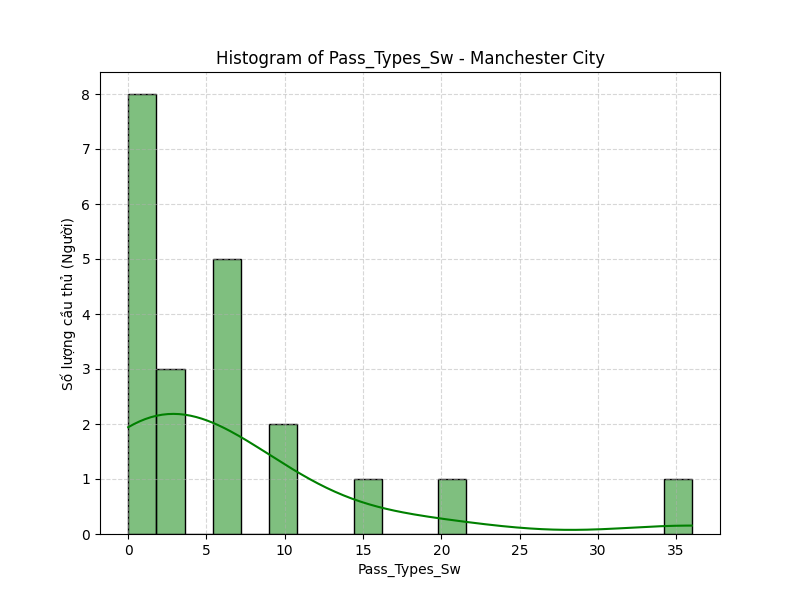 Histogram of Pass_Types_Sw - Manchester City
Số lượng cầu thủ (Người)
8
7
6
5
4
3
2
1
0
0 5 10 15 20 25 30 35
Pass_Types_Sw